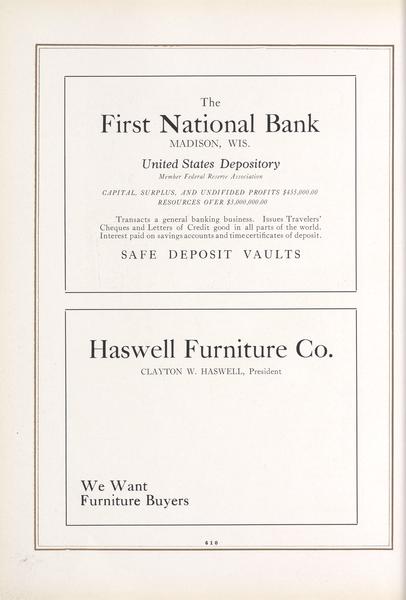 The
First National Bank
MADISON, WIS.
United States Depository
Member Federal Reserve Association
CAPITAL, SURPLUS, AND UNDIVIDED PROFITS $455,000.00
RESOURCES OVER $5,000,000.00
Transacts a general banking business. Issues Travelers'
Cheques and Letters of Credit good in all parts of the world.
Interest paid on savings accounts and time certificates of deposit.
SAFE DEPOSIT VAULTS
Haswell Furniture Co.
CLAYTON W. HASWELL, President
We Want
Furniture Buyers
610